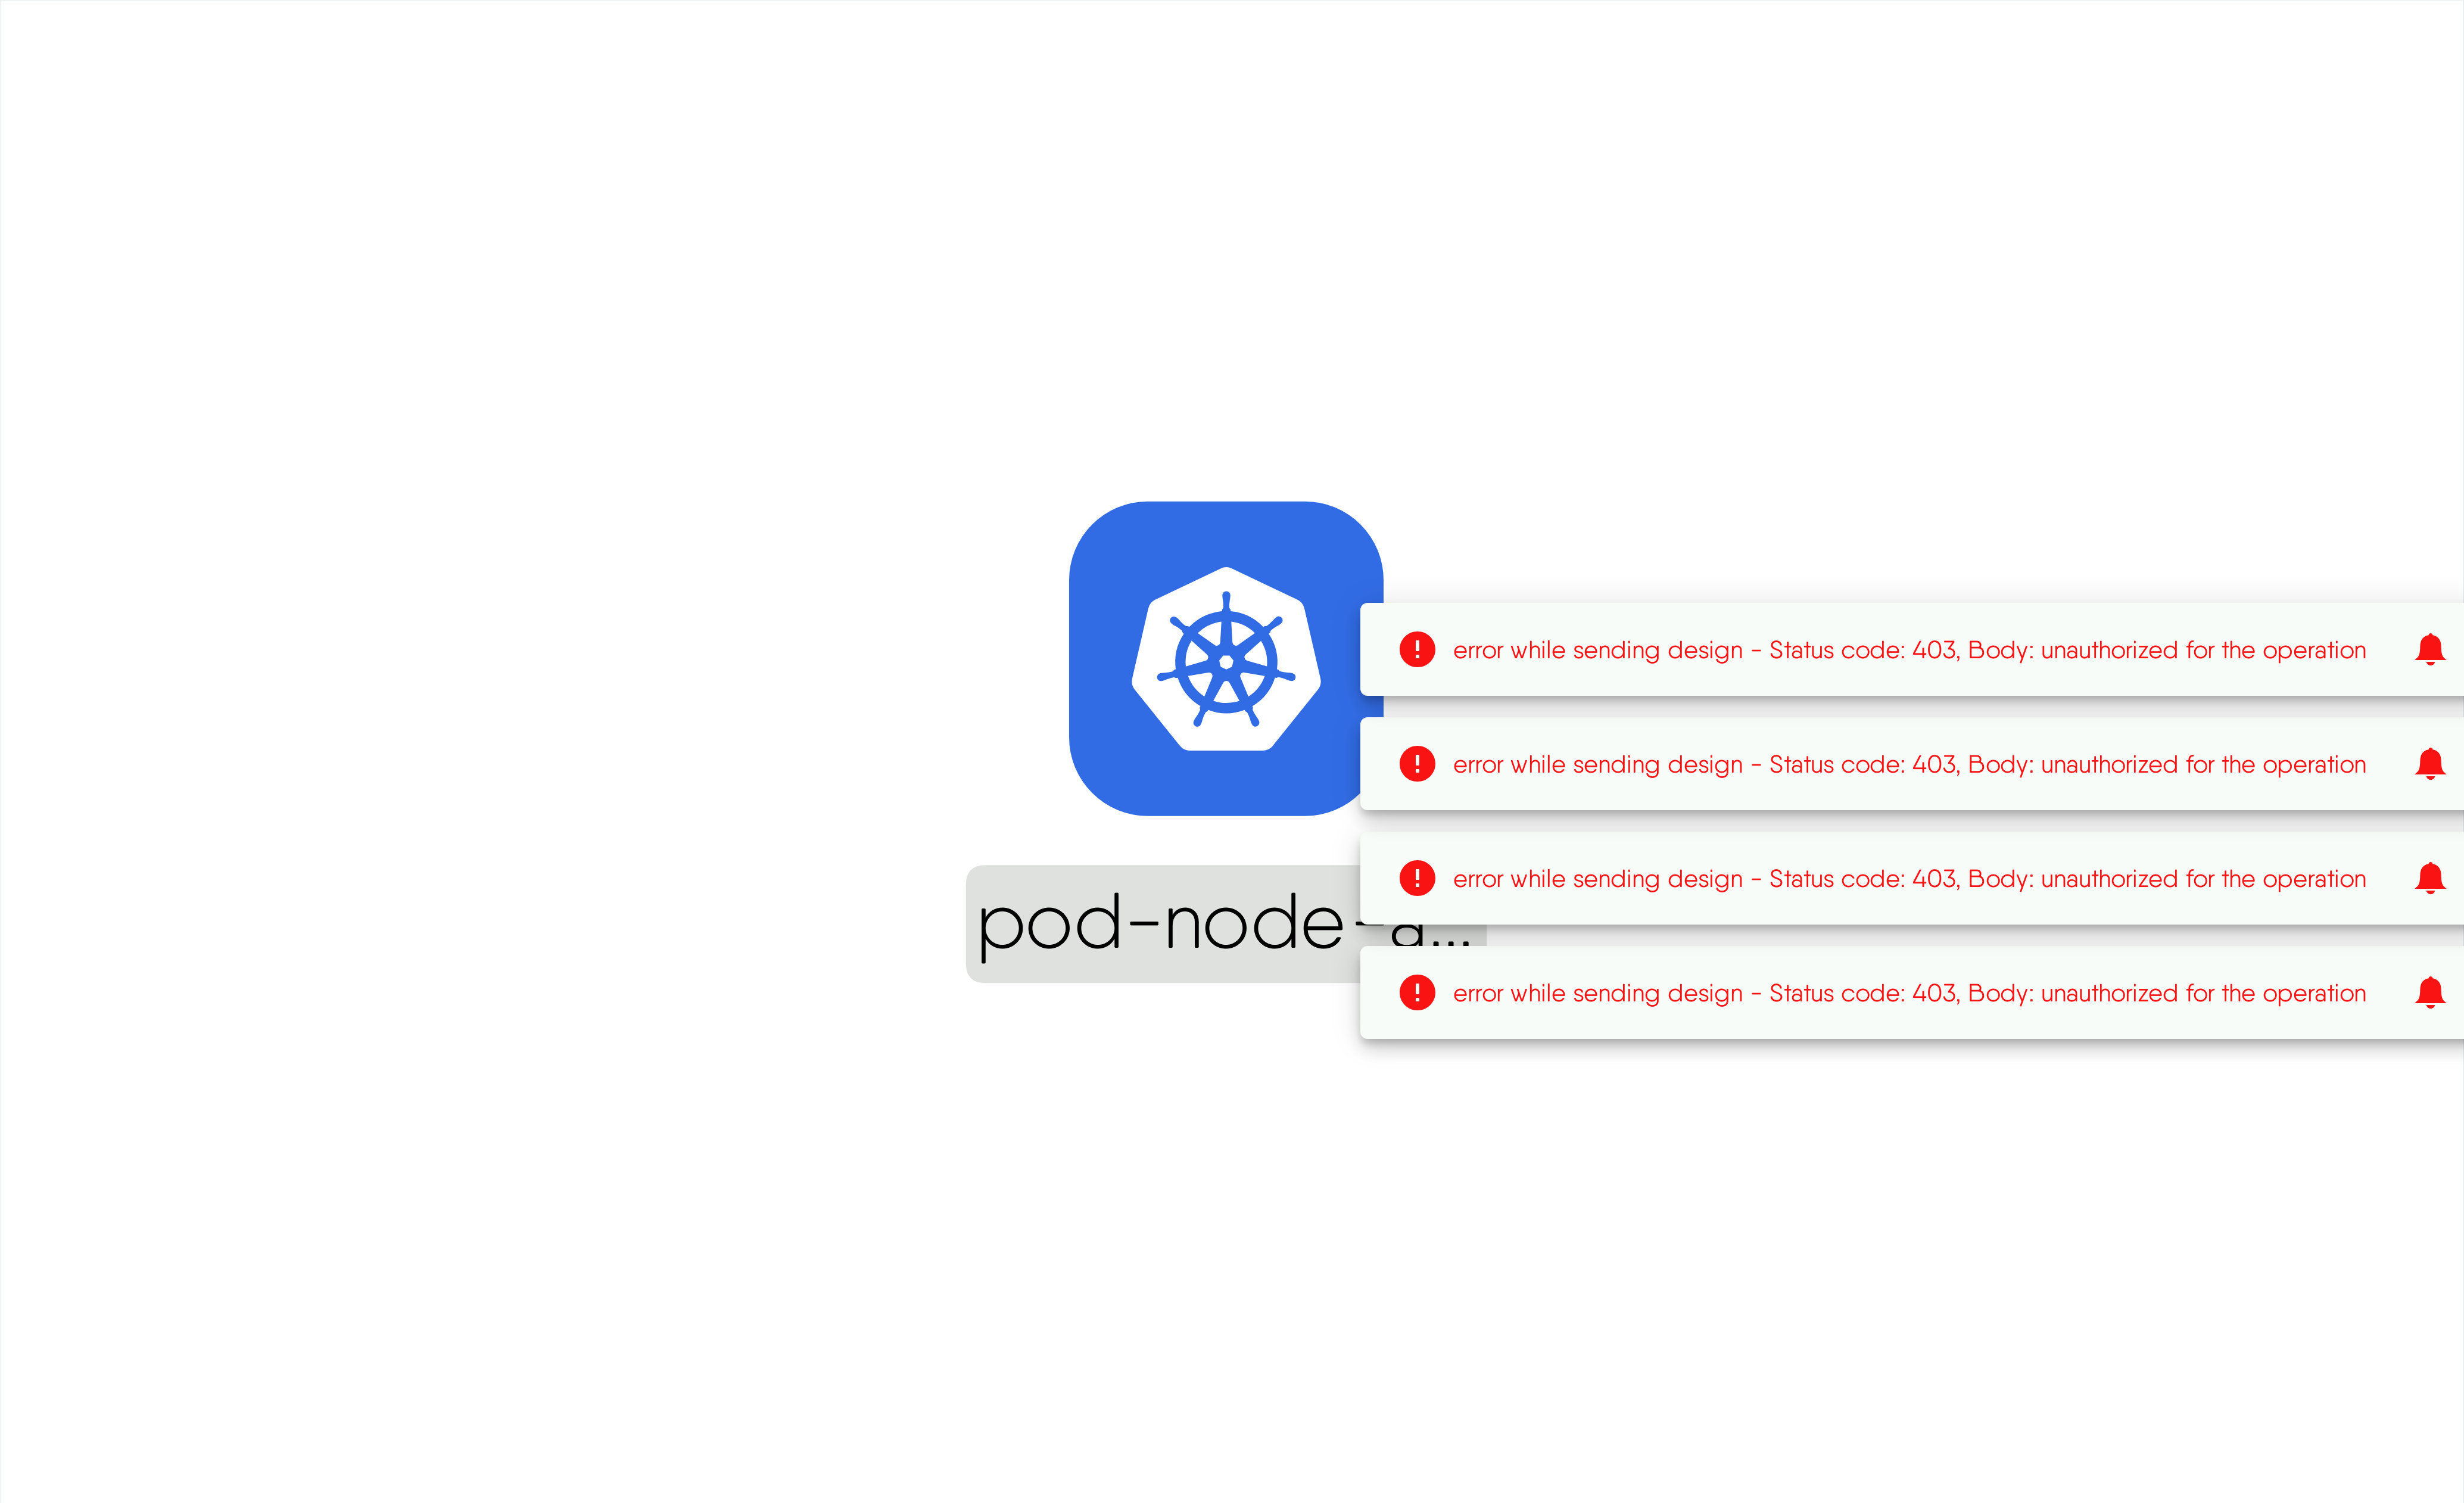 error while sending design - Status code: 403, Body: unauthorized for the operation
error while sending design - Status code: 403, Body: unauthorized for the operation
error while sending design - Status code: 403, Body: unauthorized for the operation
pod-node-a...
error while sending design - Status code: 403, Body: unauthorized for the operation